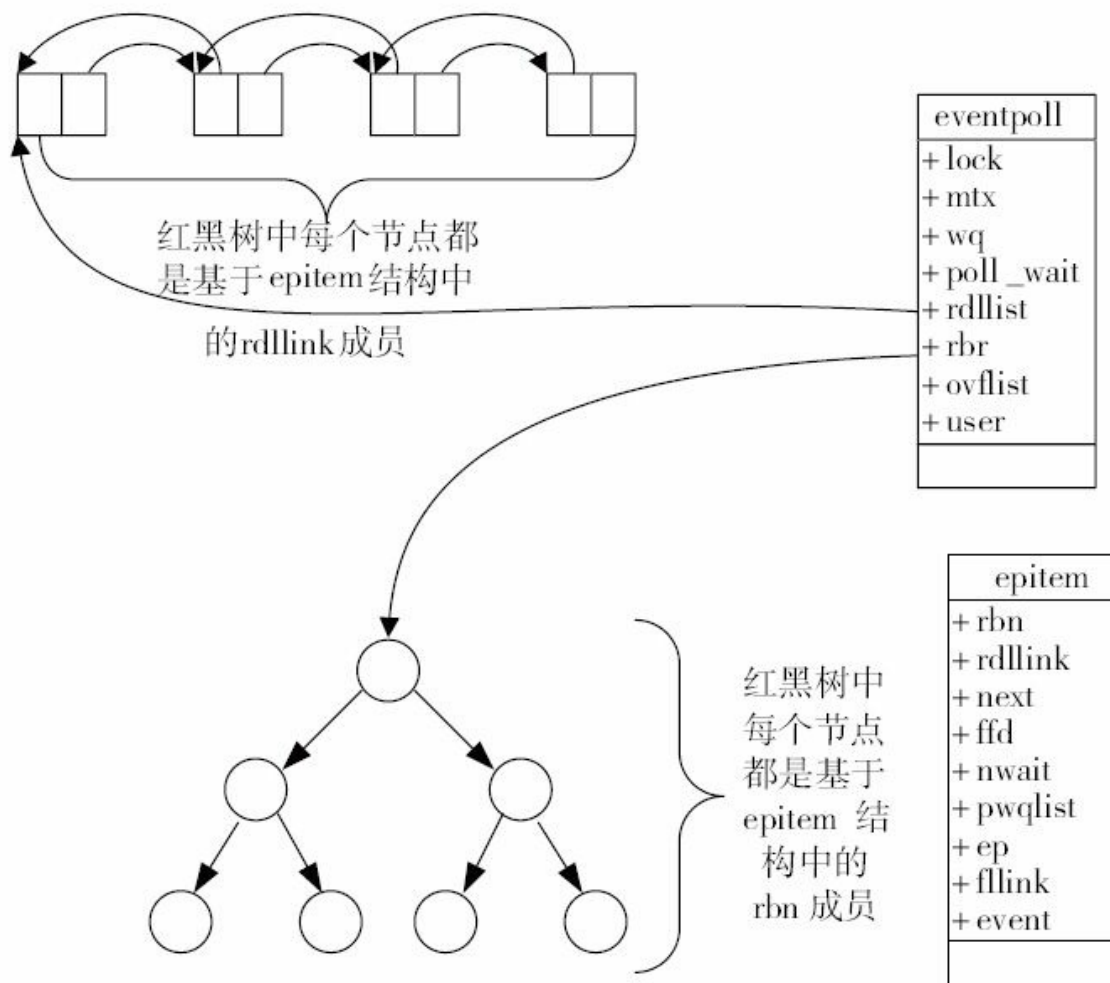 红黑树中每个节点都
是基于epitem结构中
的rdllink成员
eventpoll
+lock
+mtx
+wq
+poll_wait
+rdllist
+rbr
+ovflist
+user
红黑树中
每个节点
都是基于
epitem 结
构中的
rbn 成员
epitem
+rbn
+rdllink
+next
+ffd
+nwait
+pwqlist
+ep
+fllink
+event